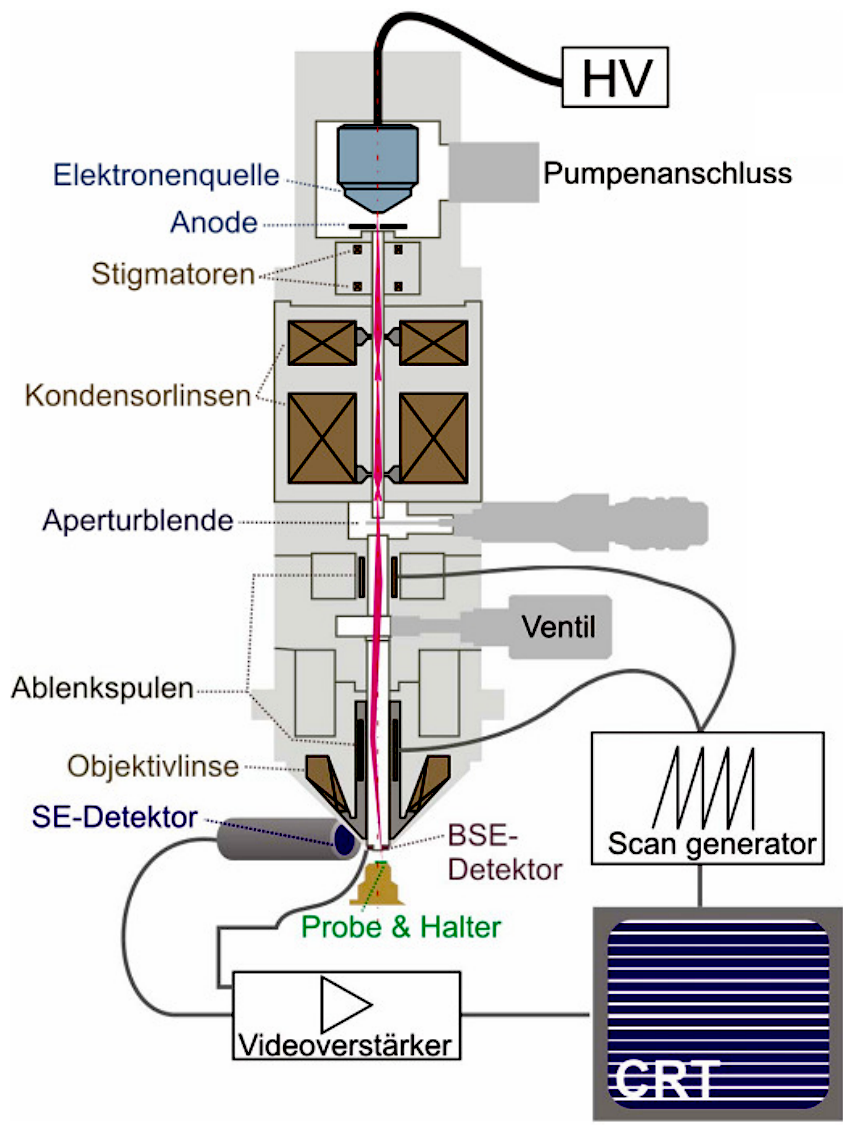 HV
Elektronenquelle
Pumpenanschluss
Anode
Stigmatoren
Kondensorlinsen
Aperturblende
Ventil
Ablenkspulen
Objektivlinse
SE-Detektor
BSE-
Detektor
Scan generator
Probe & Halter
Videoverstärker
CRT